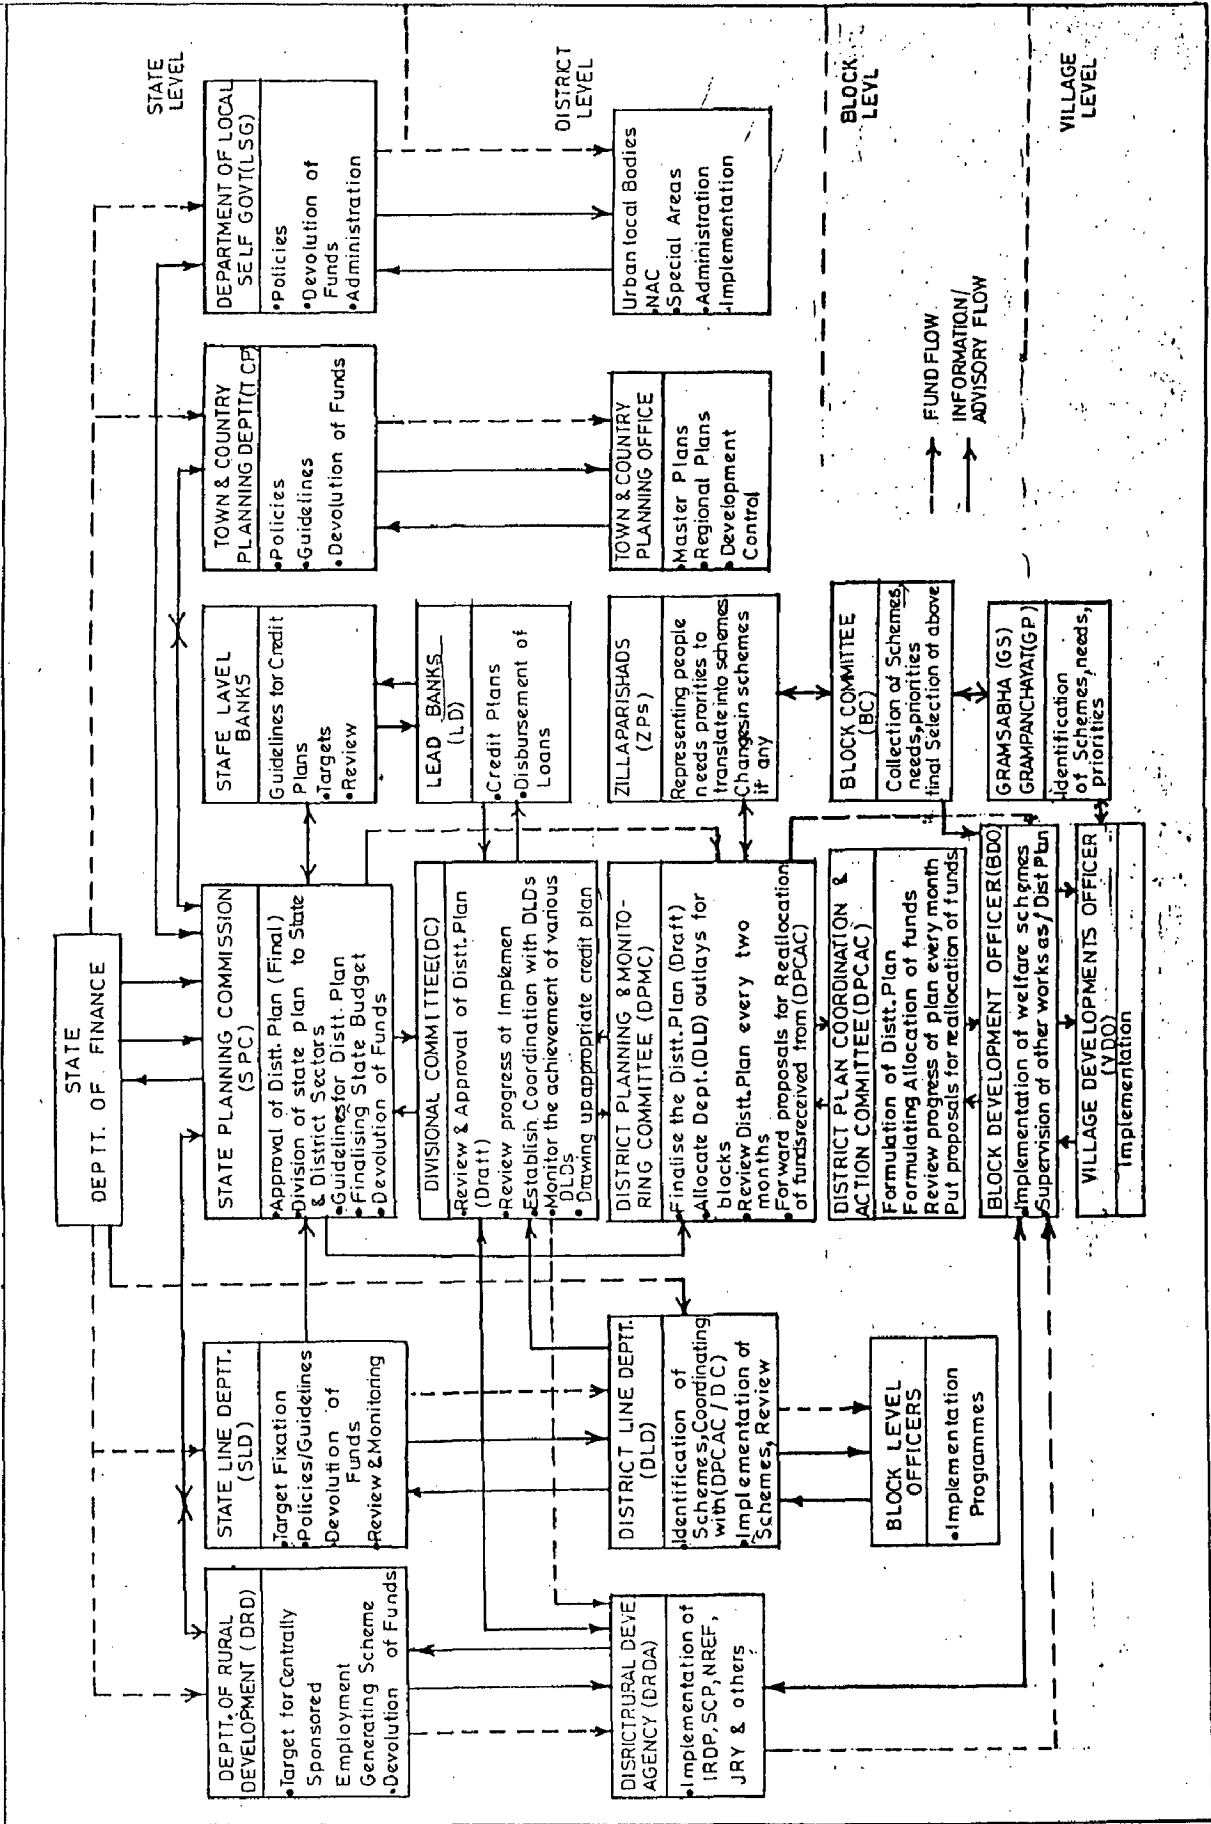 STATE
DEPTT. OF FINANCE
STATE
LEVEL
DEPTT. OF RURAL
DEVELOPMENT (DRD)
•Target for Centrally
Sponsored
Employment
Generating Scheme
•Devolution of Funds
STATE LINE DEPTT.
(SLD)
•Target Fixation
•Policies/Guidelines
Devolution of
Funds
•Review & Monitoring
STATE PLANNING COMMISSION
(SPC)
•Approval of Distt. Plan (Final)
•Division of state plan to State
& District Sectors
•Guidelines for Distt. Plan
•Finalising State Budget
•Devolution of Funds
STAFE LAVEL
BANKS
Guidelines for Credit
Plans
•Targets
•Review
TOWN & COUNTRY
PLANNING DEPTT(TCP)
•Policies
•Guidelines
•Devolution of Funds
DEPARTMENT OF LOCAL
SELF GOVT(LSG)
•Policies
•Devolution of
Funds
•Administration
DIVISIONAL COMMITTEE(DC)
•Review & Approval of Distt. Plan
(Draft)
•Review progress of Implemen
•Establish Coordination with DLDs
•Monitor the achievement of various
DLDs
•Drawing up appropriate credit plan
LEAD BANKS
(LD)
•Credit Plans
•Disbursement of
Loans
DISTRICT
LEVEL
DISRICTRURAL DEVE
AGENCY (DRDA)
•Implementation of
IRDP, SCP, NREF,
JRY & others
DISTRICT LINE DEPTT.
(DLD)
•Identification of
Schemes, Coordinating
with (DPCAC / DC)
•Implementation of
Schemes, Review
DISTRICT PLANNING & MONITO-
RING COMMITTEE (DPMC)
•Finalise the Distt. Plan (Draft)
•Allocate Dept. (DLD) outlays for
blocks
•Review Distt. Plan every two
months
•Forward proposals for Reallocation
of funds received from (DPCAC)
ZILLA PARISHADS
(ZPs)
Representing people
needs prorities to
translate into schemes
Changes in schemes
if any
TOWN & COUNTRY
PLANNING OFFICE
•Master Plans
•Regional Plans
•Development
Control
Urban local Bodies
•NAC
•Special Areas
•Administration
•Implementation
BLOCK
LEVL
DISTRICT PLAN COORDINATION &
ACTION COMMITTEE (DPCAC)
Formulation of Distt. Plan
Formulating Allocation of funds
Review progress of plan every month
Put proposals for reallocation of funds
BLOCK COMMITTEE
(BC)
Collection of Schemes,
needs, priorities
final Selection of above
BLOCK LEVEL
OFFICERS
•Implementation
Programmes
BLOCK DEVELOPMENT OFFICER (BDO)
•Implementation of welfare schemes
Supervision of other works as / Dist Plan
GRAMSABHA (GS)
GRAMPANCHAYAT(GP)
Identification
of Schemes, needs,
priorities
FUND FLOW
INFORMATION/
ADVISORY FLOW
VILLAGE
LEVEL
VILLAGE DEVELOPMENTS OFFICER
(VDO)
Implementation